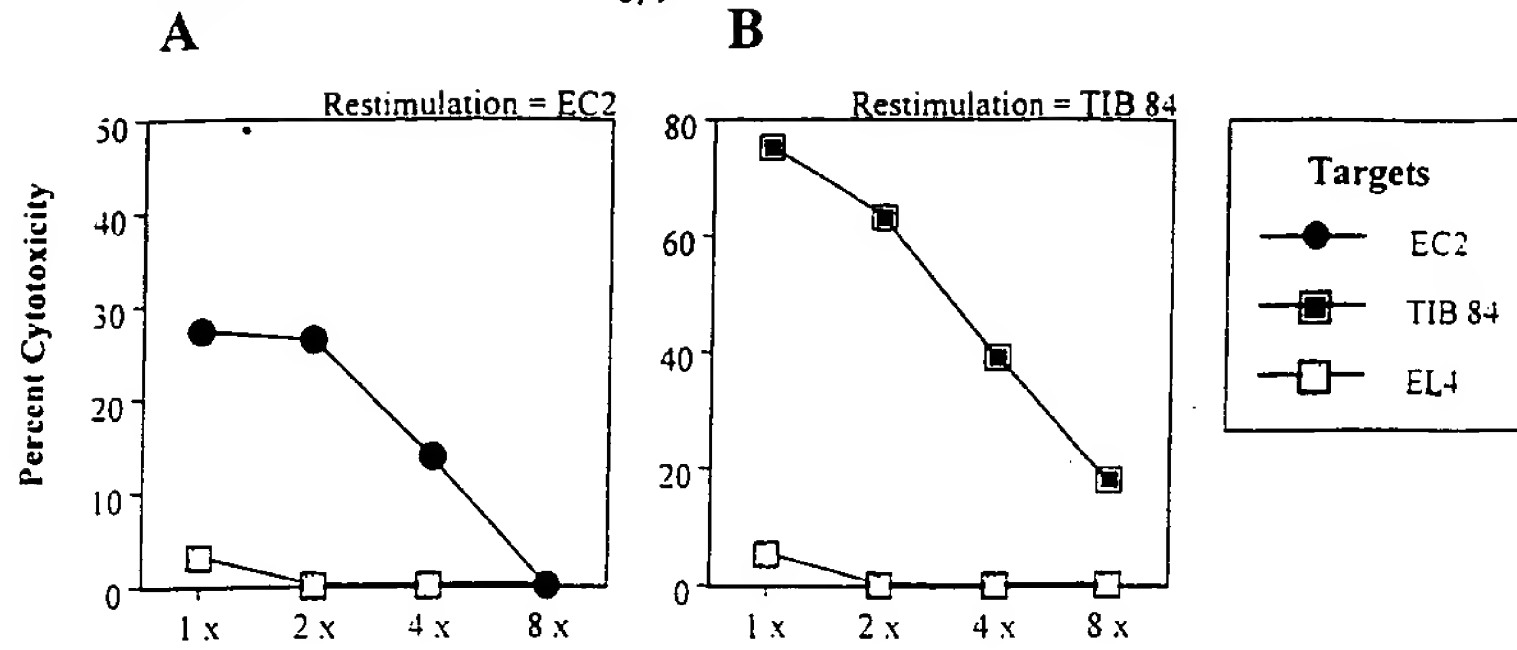 A
B
Restimulation = EC2
Restimulation = TIB 84
Percent Cytotoxicity
50
40
30
20
10
0
1 x
2 x
4 x
8 x
80
60
40
20
0
1 x
2 x
4 x
8 x
Targets
EC2
TIB 84
EL4